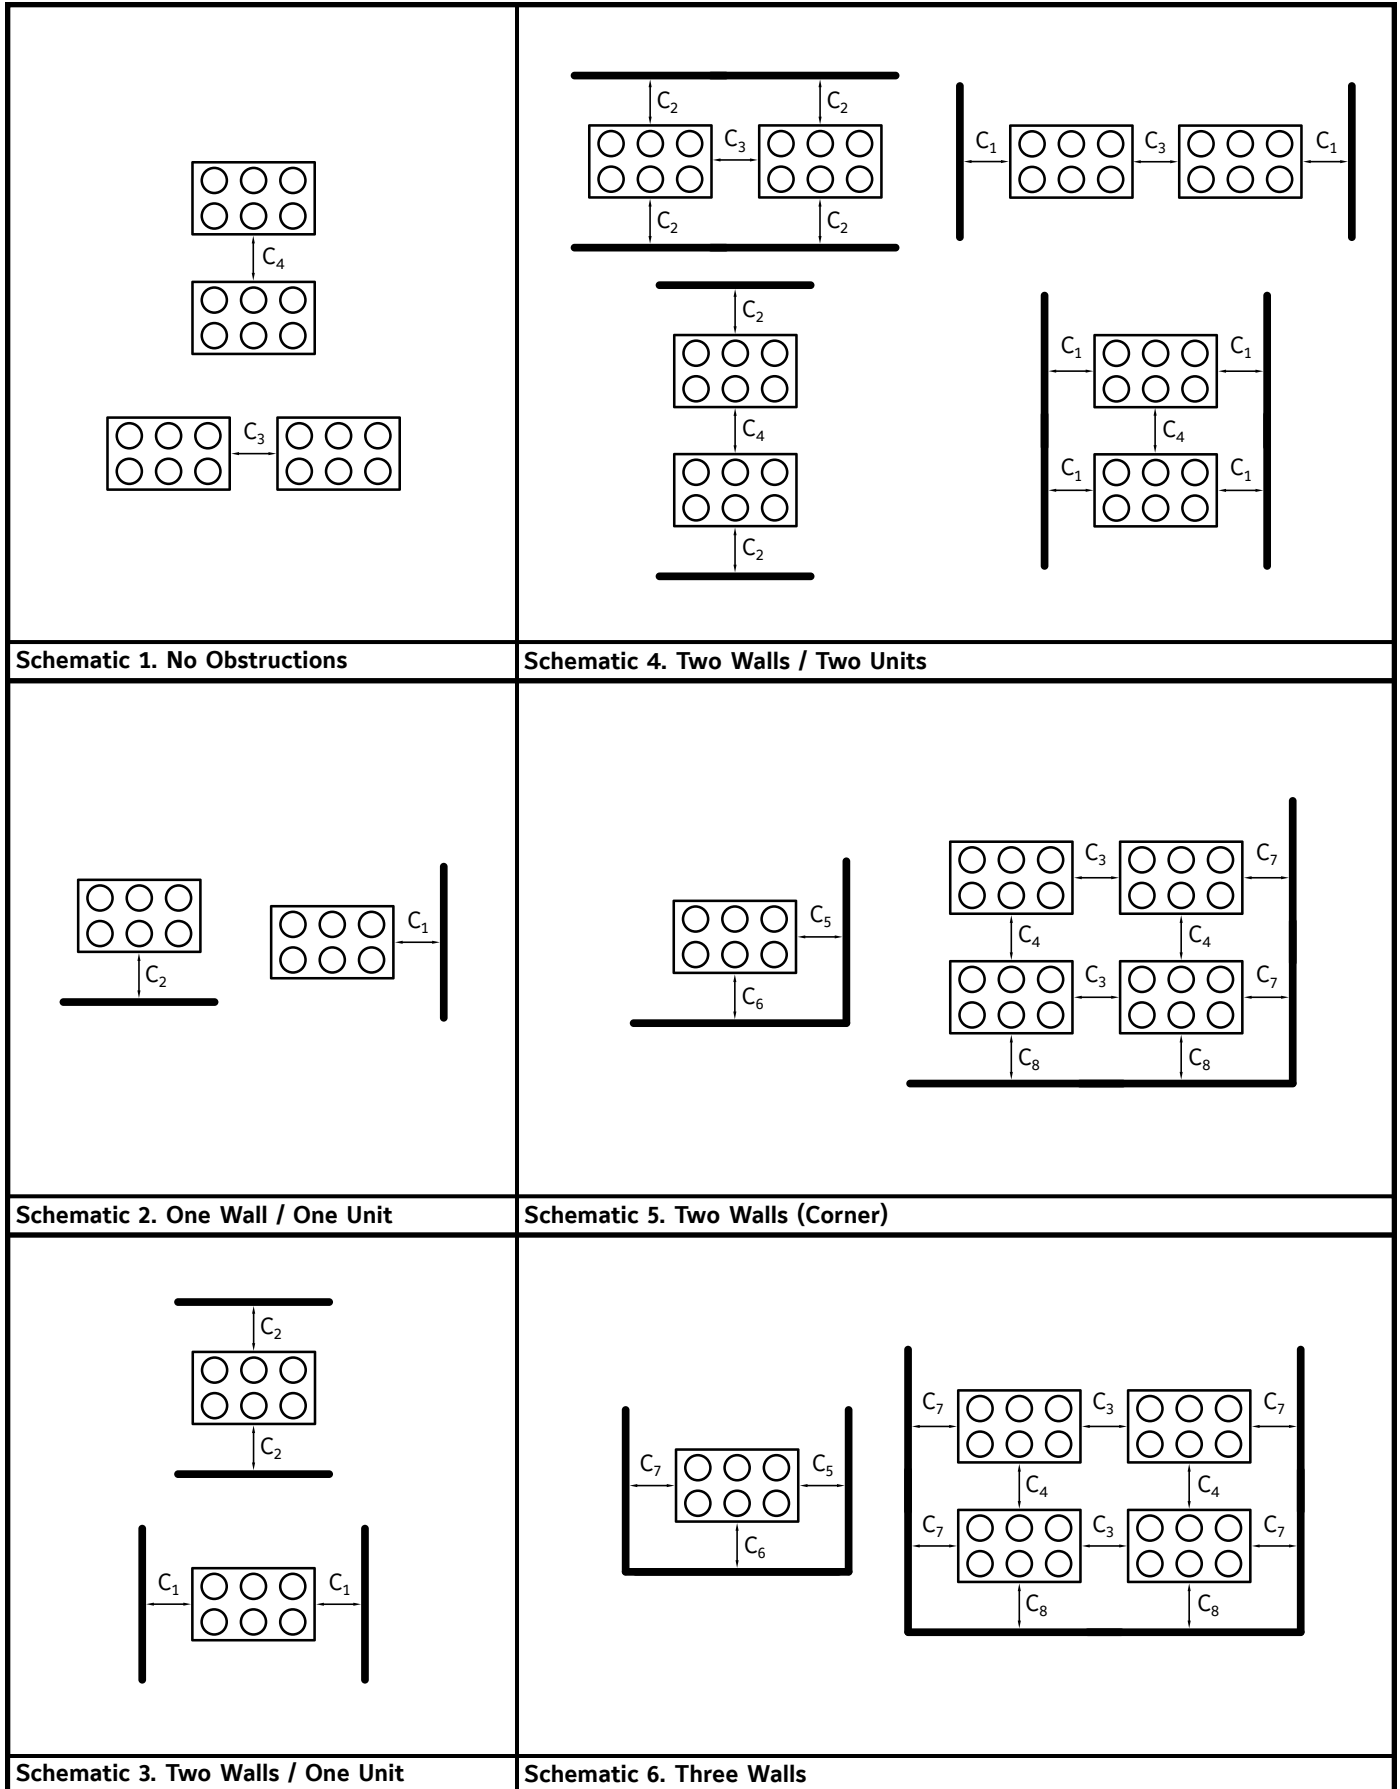 C₄
C₃
Schematic 1. No Obstructions
C₂ C₂
C₃
C₂ C₂
C₁ C₃ C₁
C₂
C₄
C₂
C₁ C₁
C₄
C₁ C₁
Schematic 4. Two Walls / Two Units
C₂
C₁
Schematic 2. One Wall / One Unit
C₅
C₆
C₃ C₇
C₄ C₄
C₃ C₇
C₈ C₈
Schematic 5. Two Walls (Corner)
C₂
C₂
C₁ C₁
Schematic 3. Two Walls / One Unit
C₇ C₅
C₆
C₇ C₃ C₇
C₄ C₄
C₇ C₃ C₇
C₈ C₈
Schematic 6. Three Walls